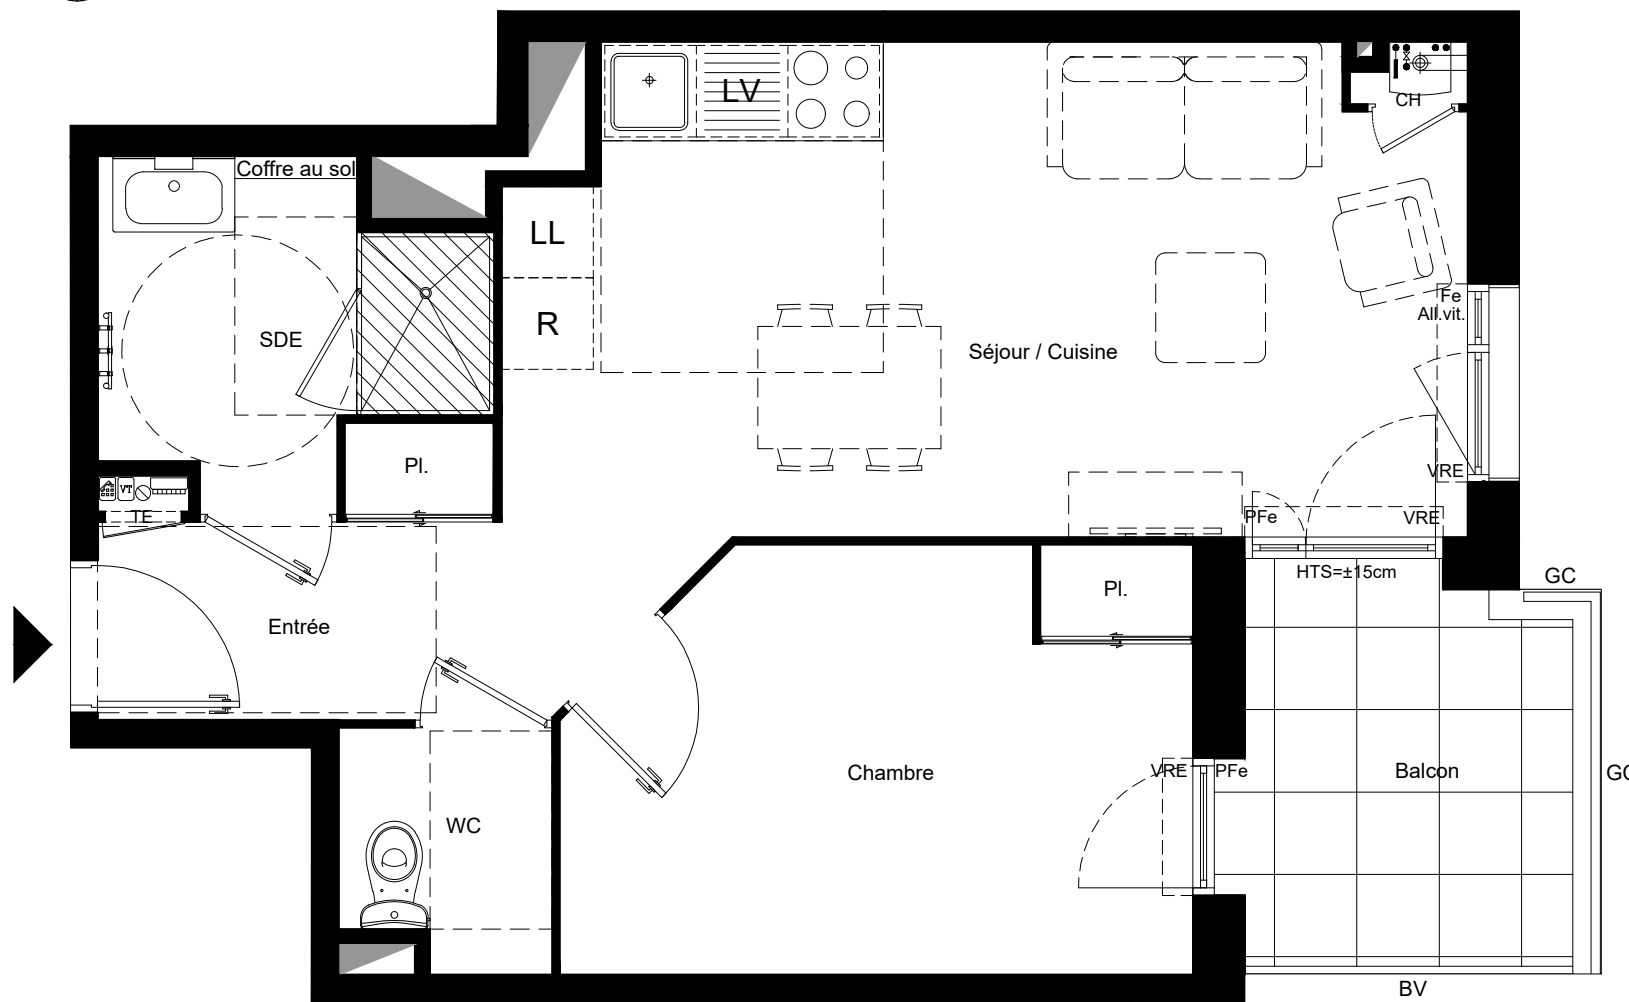 LV
CH
Coffre au sol
LL
R
SDE
Séjour / Cuisine
Fe
All.vit.
VRE
Pl.
VT
TE
PFe
VRE
HTS=±15cm
GC
Pl.
Entrée
Chambre
VRE
PFe
Balcon
GC
WC
BV